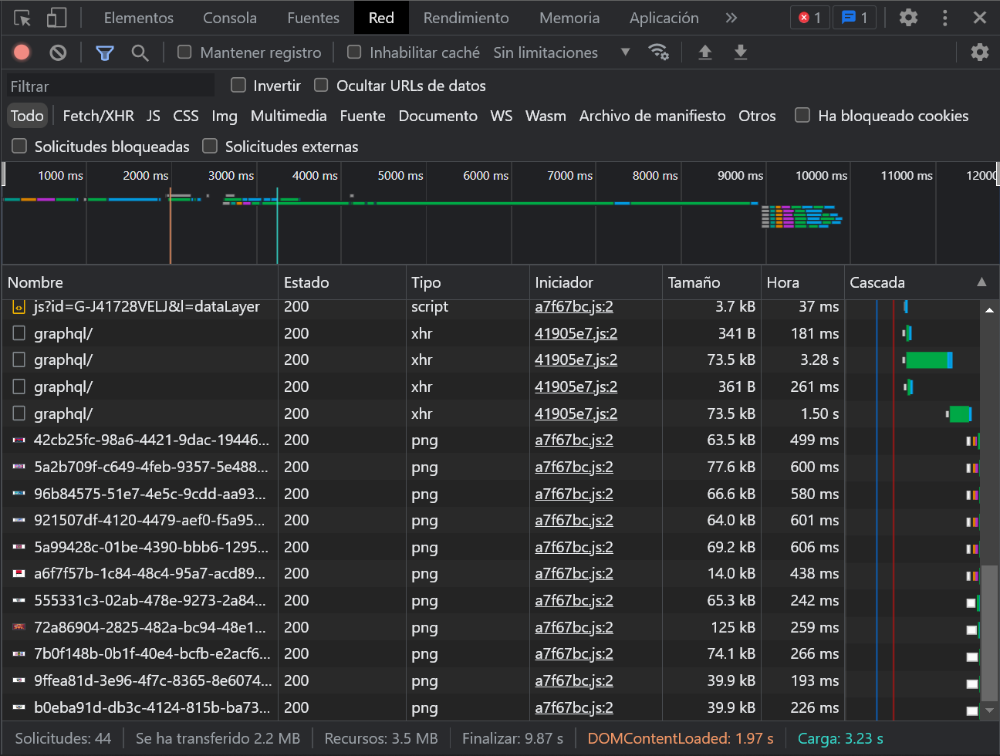 Elementos Consola Fuentes Red Rendimiento Memoria Aplicación » 1 1
Mantener registro Inhabilitar caché Sin limitaciones
Filtrar Invertir Ocultar URLs de datos
Todo Fetch/XHR JS CSS Img Multimedia Fuente Documento WS Wasm Archivo de manifiesto Otros Ha bloqueado cookies
Solicitudes bloqueadas Solicitudes externas
1000 ms 2000 ms 3000 ms 4000 ms 5000 ms 6000 ms 7000 ms 8000 ms 9000 ms 10000 ms 11000 ms 12000
Nombre Estado Tipo Iniciador Tamaño Hora Cascada
js?id=G-J41728VELJ&l=dataLayer 200 script a7f67bc.js:2 3.7 kB 37 ms
graphql/ 200 xhr 41905e7.js:2 341 B 181 ms
graphql/ 200 xhr 41905e7.js:2 73.5 kB 3.28 s
graphql/ 200 xhr 41905e7.js:2 361 B 261 ms
graphql/ 200 xhr 41905e7.js:2 73.5 kB 1.50 s
42cb25fc-98a6-4421-9dac-19446... 200 png a7f67bc.js:2 63.5 kB 499 ms
5a2b709f-c649-4feb-9357-5e488... 200 png a7f67bc.js:2 77.6 kB 600 ms
96b84575-51e7-4e5c-9cdd-aa93... 200 png a7f67bc.js:2 66.6 kB 580 ms
921507df-4120-4479-aef0-f5a95... 200 png a7f67bc.js:2 64.0 kB 601 ms
5a99428c-01be-4390-bbb6-1295... 200 png a7f67bc.js:2 69.2 kB 606 ms
a6f7f57b-1c84-48c4-95a7-acd89... 200 png a7f67bc.js:2 14.0 kB 438 ms
555331c3-02ab-478e-9273-2a84... 200 png a7f67bc.js:2 65.3 kB 242 ms
72a86904-2825-482a-bc94-48e1... 200 png a7f67bc.js:2 125 kB 259 ms
7b0f148b-0b1f-40e4-bcfb-e2acf6... 200 png a7f67bc.js:2 74.1 kB 266 ms
9ffea81d-3e96-4f7c-8365-8e6074... 200 png a7f67bc.js:2 39.9 kB 193 ms
b0eba91d-db3c-4124-815b-ba73... 200 png a7f67bc.js:2 39.9 kB 226 ms
Solicitudes: 44 Se ha transferido 2.2 MB Recursos: 3.5 MB Finalizar: 9.87 s DOMContentLoaded: 1.97 s Carga: 3.23 s